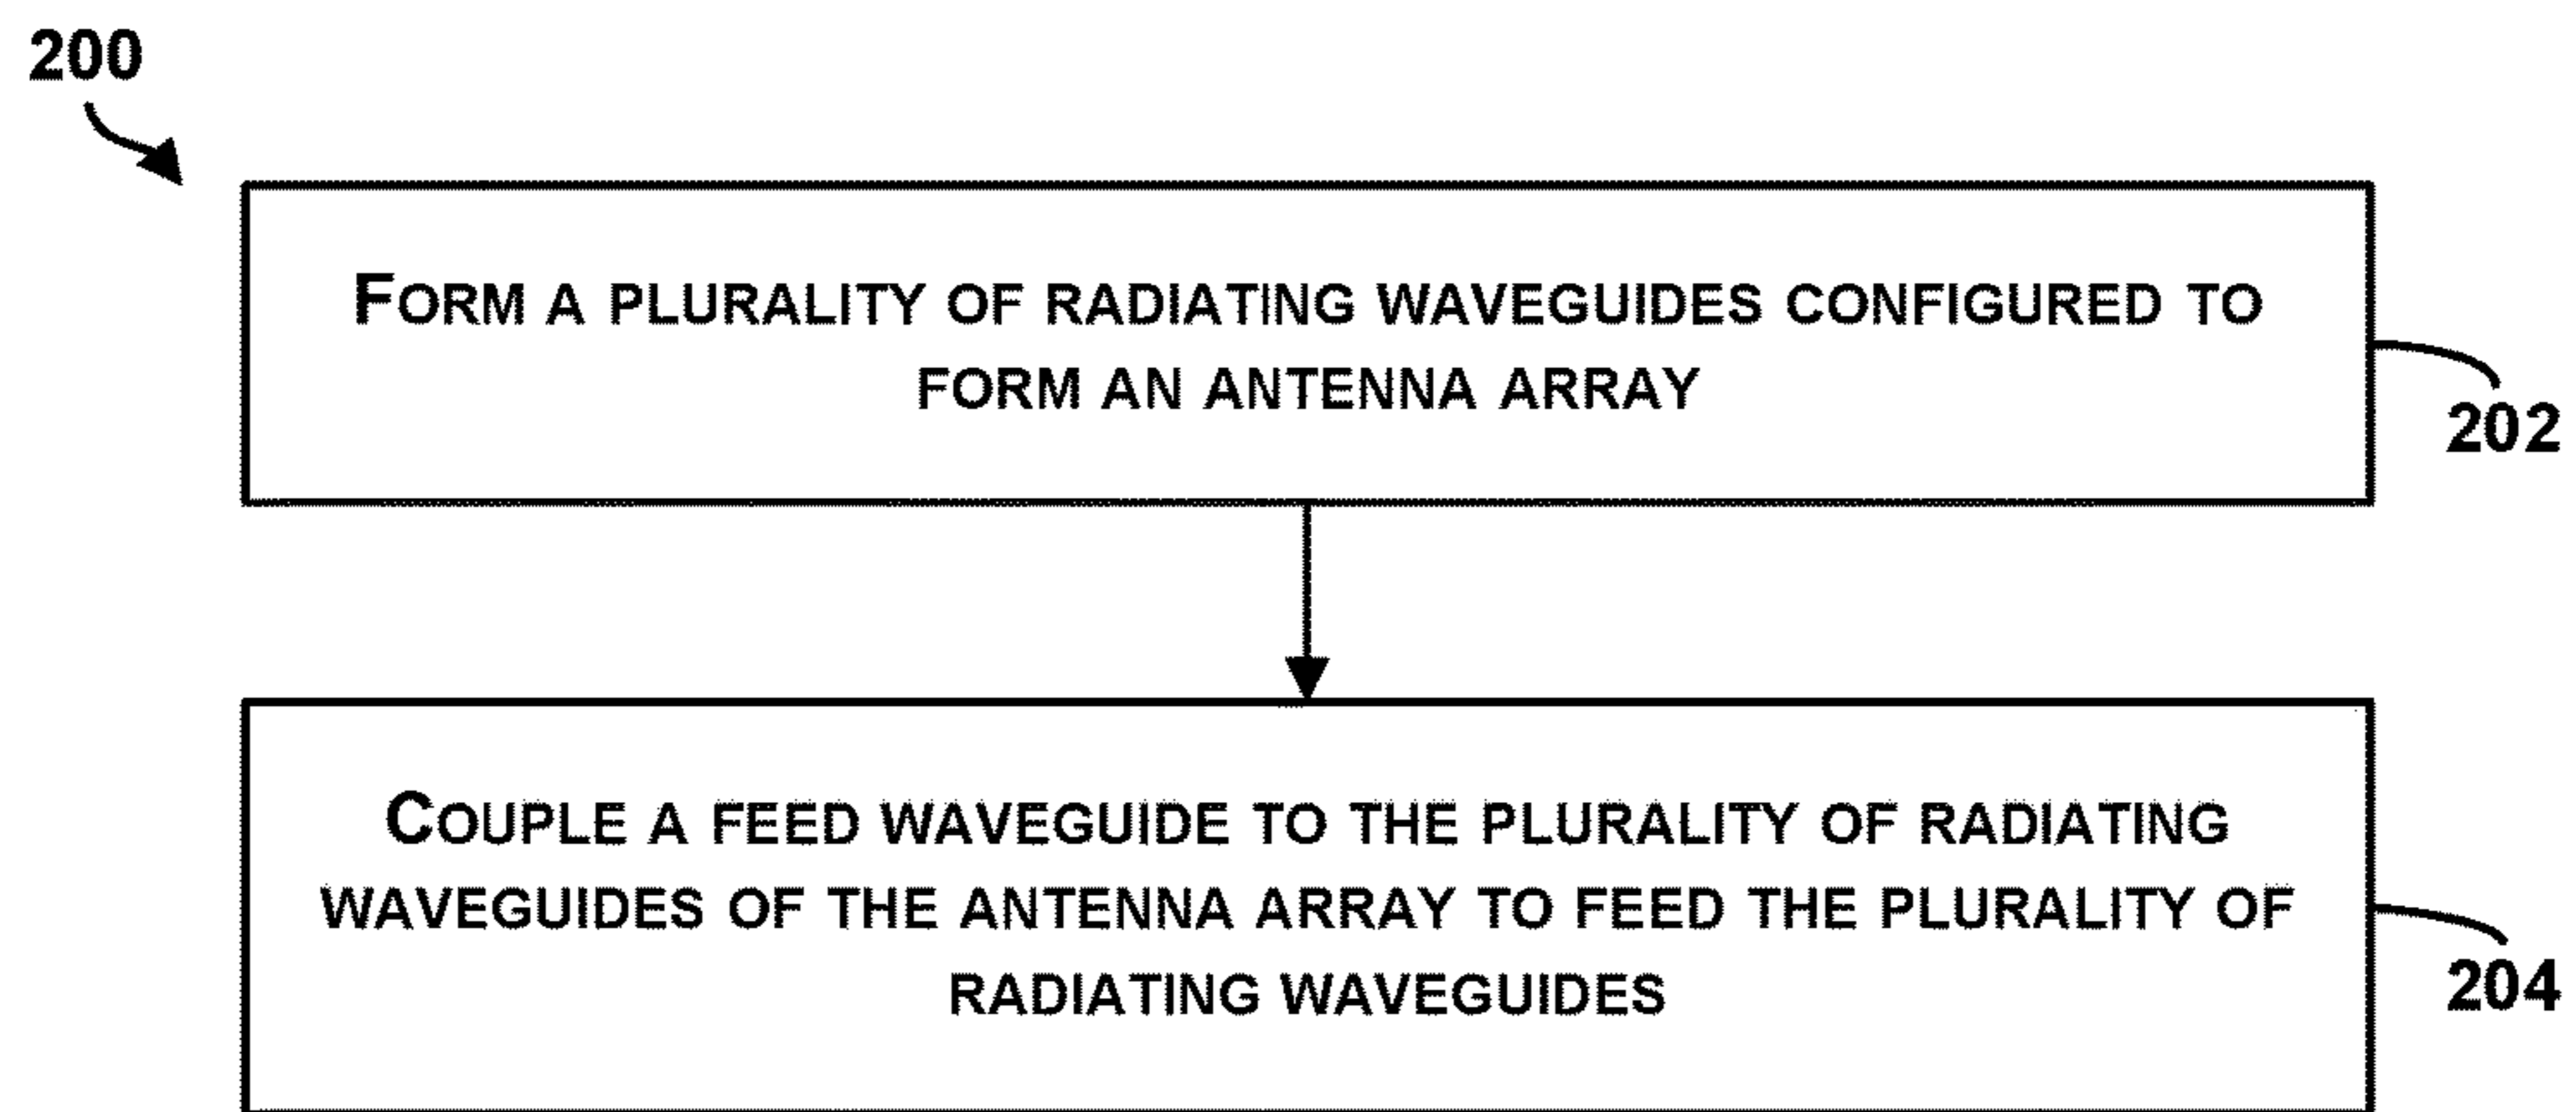 200
FORM A PLURALITY OF RADIATING WAVEGUIDES CONFIGURED TO
FORM AN ANTENNA ARRAY
202
COUPLE A FEED WAVEGUIDE TO THE PLURALITY OF RADIATING
WAVEGUIDES OF THE ANTENNA ARRAY TO FEED THE PLURALITY OF
RADIATING WAVEGUIDES
204